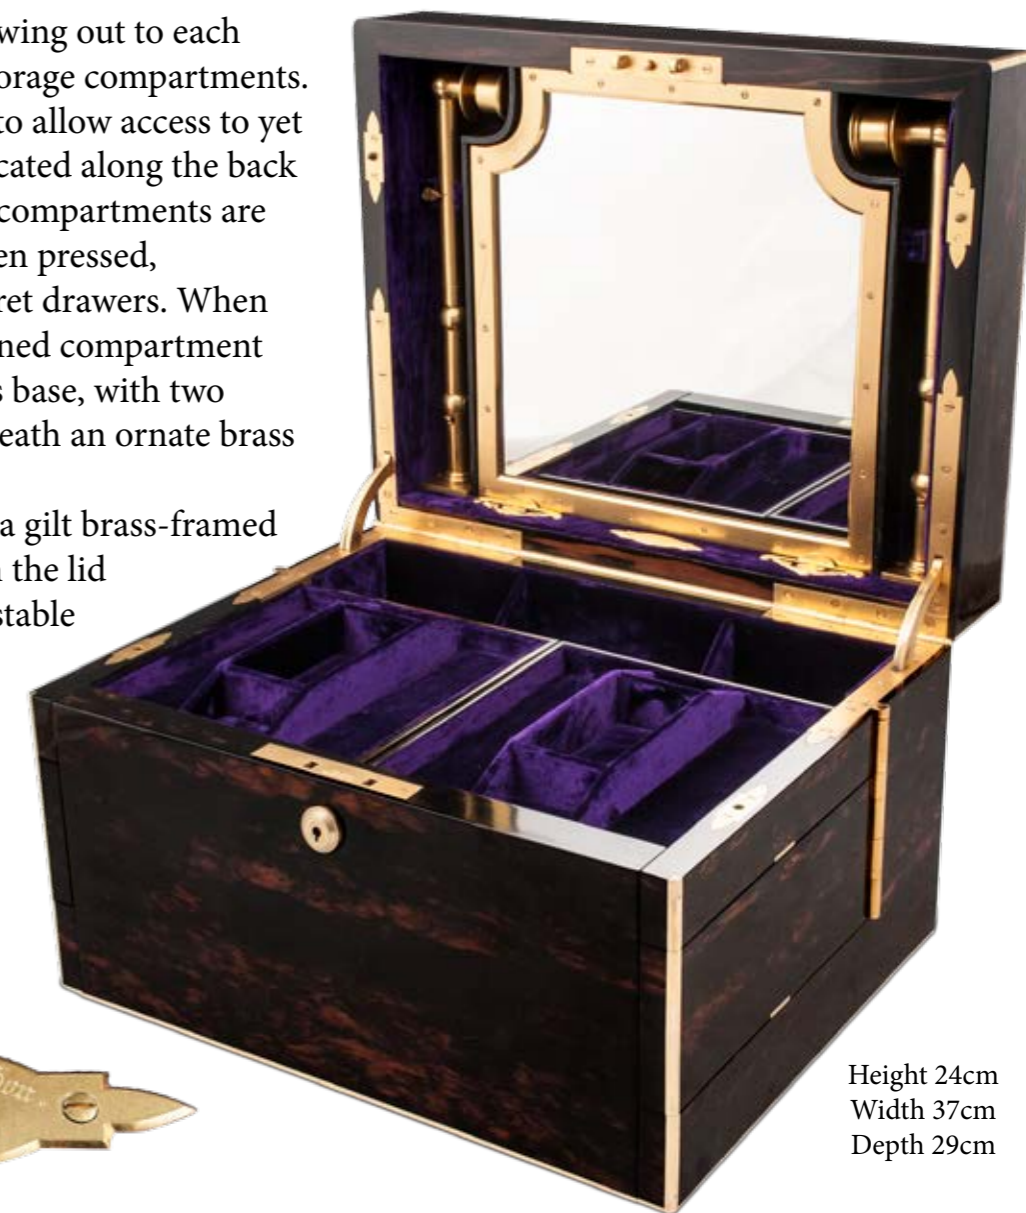 wing out to each
orage compartments.
to allow access to yet
cated along the back
compartments are
en pressed,
ret drawers. When
ned compartment
s base, with two
eath an ornate brass
a gilt brass-framed
the lid
stable
Height 24cm
Width 37cm
Depth 29cm